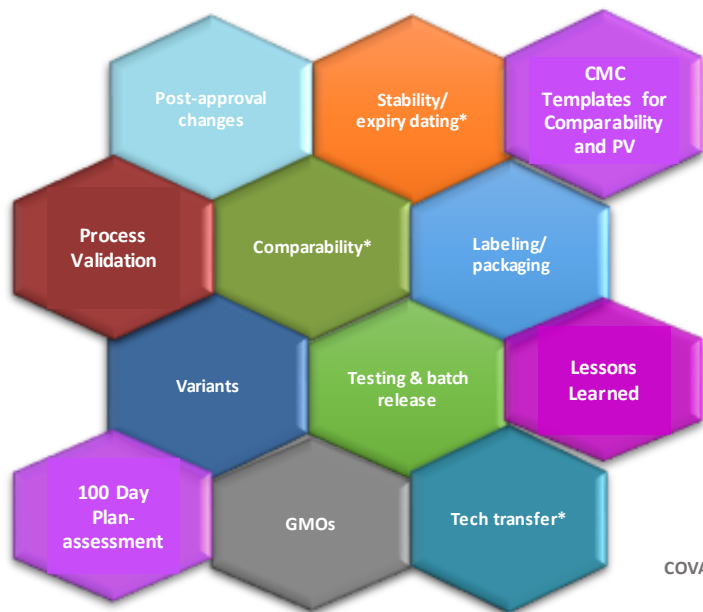 Post-approval
changes
Stability/
expiry dating*
CMC
Templates for
Comparability
and PV
Process
Validation
Comparability*
Labeling/
packaging
Variants
Testing & batch
release
Lessons
Learned
100 Day
Plan-
assessment
GMOs
Tech transfer*